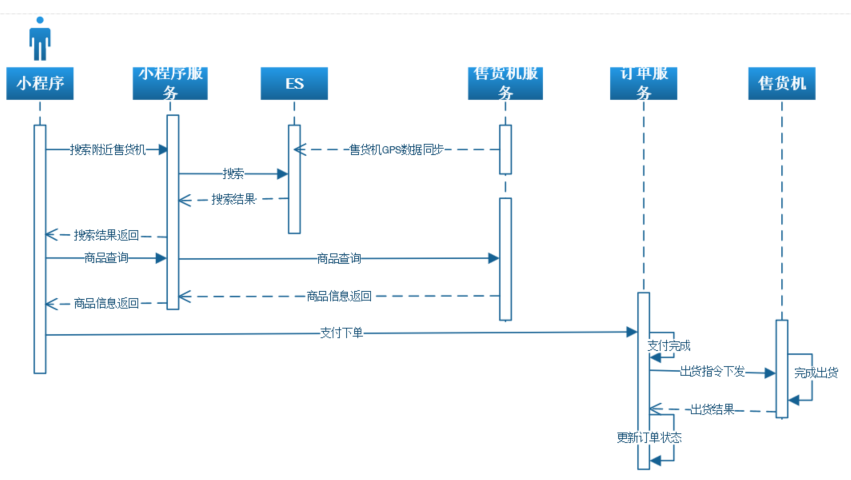 小程序
小程序服
务
ES
售货机服
务
订单服
务
售货机
搜索附近售货机
售货机GPS数据同步
搜索
搜索结果
搜索结果返回
商品查询
商品查询
商品信息返回
商品信息返回
支付下单
支付完成
出货指令下发
完成出货
出货结果
更新订单状态